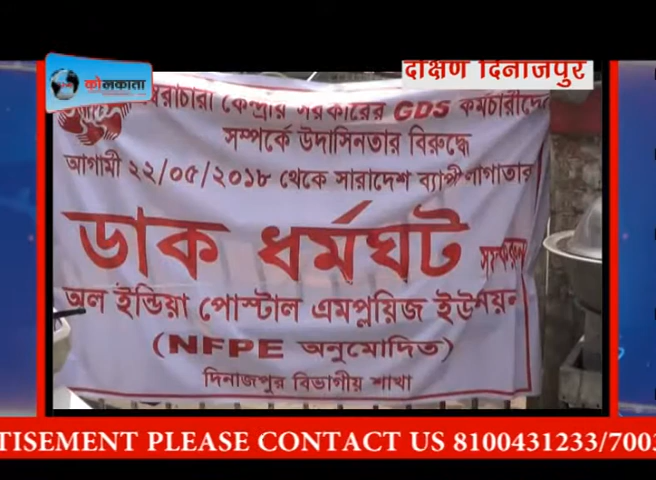 দক্ষিণ দিনাজপুর
কোলকাতা
কেন্দ্রীয় সরকারের GDS কর্মচারীদের
সম্পর্কে উদাসিনতার বিরুদ্ধে
আগামী ২২/০৫/২০১৮ থেকে সারাদেশ ব্যাপী লাগাতার
ডাক ধর্মঘট
অল ইন্ডিয়া পোস্টাল এমপ্লয়িজ ইউনিয়ন
(NFPE অনুমোদিত)
দিনাজপুর বিভাগীয় শাখা
TISEMENT PLEASE CONTACT US 8100431233/7003